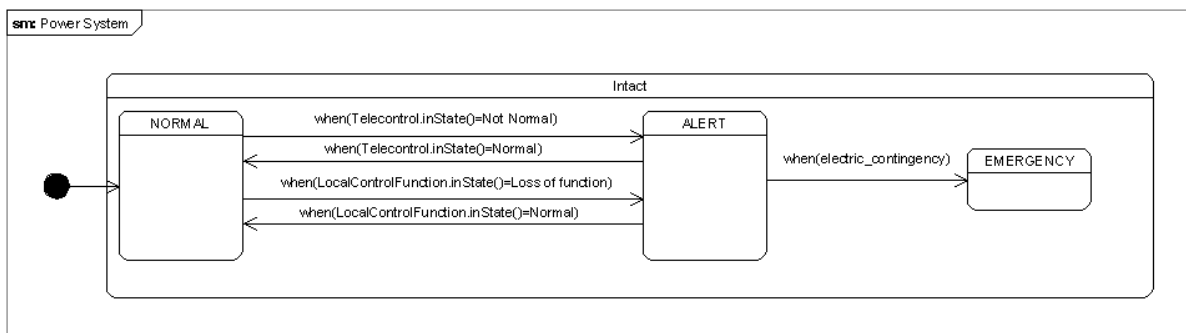 sm: Power System
Intact
NORMAL
ALERT
when(Telecontrol.inState()=Not Normal)
when(Telecontrol.inState()=Normal)
when(electric_contingency)
EMERGENCY
when(LocalControlFunction.inState()=Loss of function)
when(LocalControlFunction.inState()=Normal)